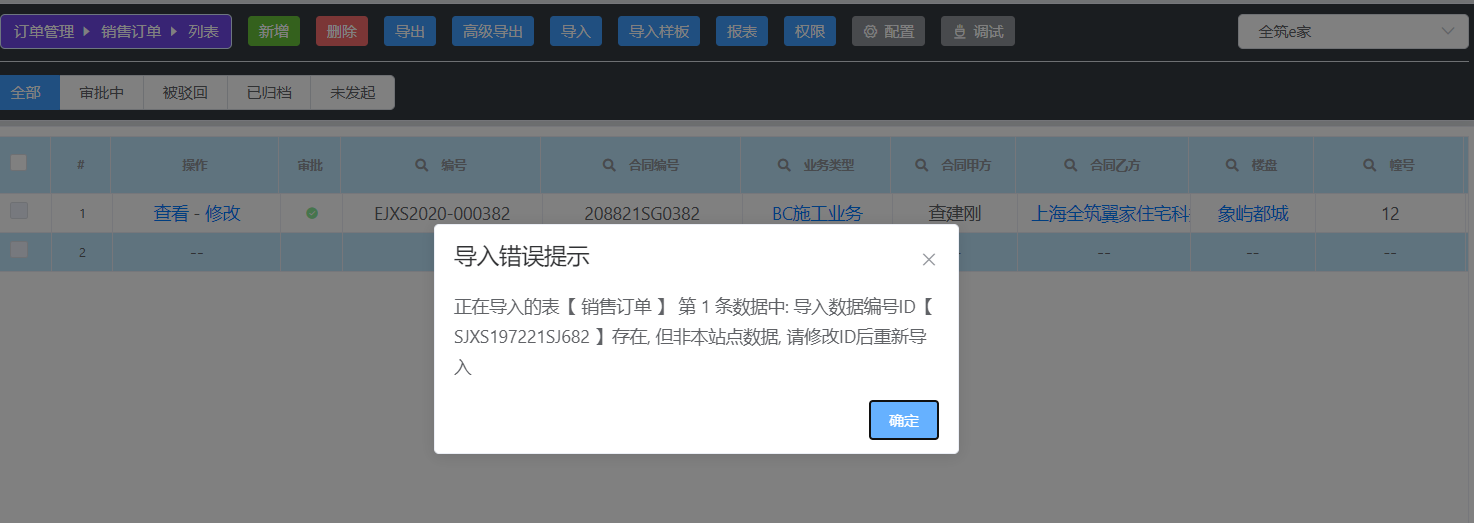 订单管理 销售订单 列表 新增 删除 导出 高级导出 导入 导入样板 报表 权限 配置 调试 全筑e家
全部 审批中 被驳回 已归档 未发起
# 操作 审批 编号 合同编号 业务类型 合同甲方 合同乙方 楼盘 幢号
1 查看 - 修改 EJXS2020-000382 208821SG0382 BC施工业务 查建刚 上海全筑翼家住宅科 象屿都城 12
2 -- -- -- --
导入错误提示
正在导入的表【 销售订单 】 第 1 条数据中: 导入数据编号ID【
SJXS197221SJ682 】存在, 但非本站点数据, 请修改ID后重新导
入
确定